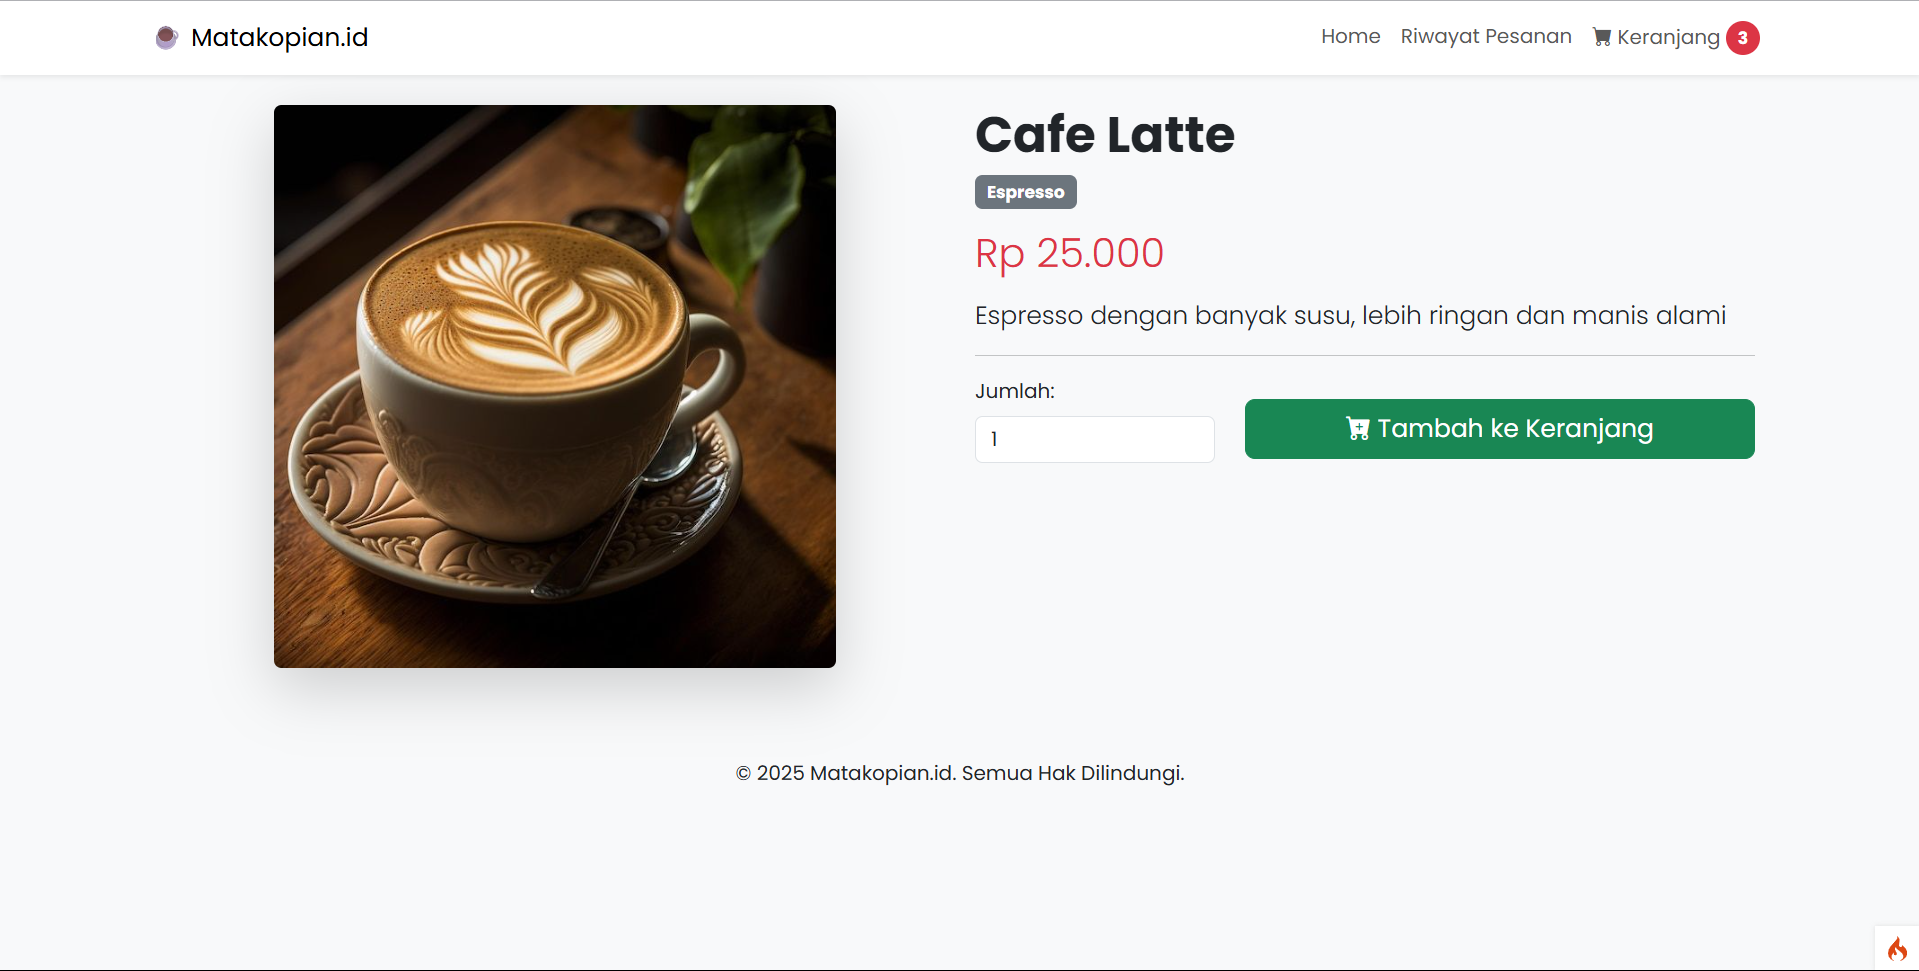 Matakopian.id
Home Riwayat Pesanan Keranjang 3
Cafe Latte
Espresso
Rp 25.000
Espresso dengan banyak susu, lebih ringan dan manis alami
Jumlah:
1
Tambah ke Keranjang
© 2025 Matakopian.id. Semua Hak Dilindungi.